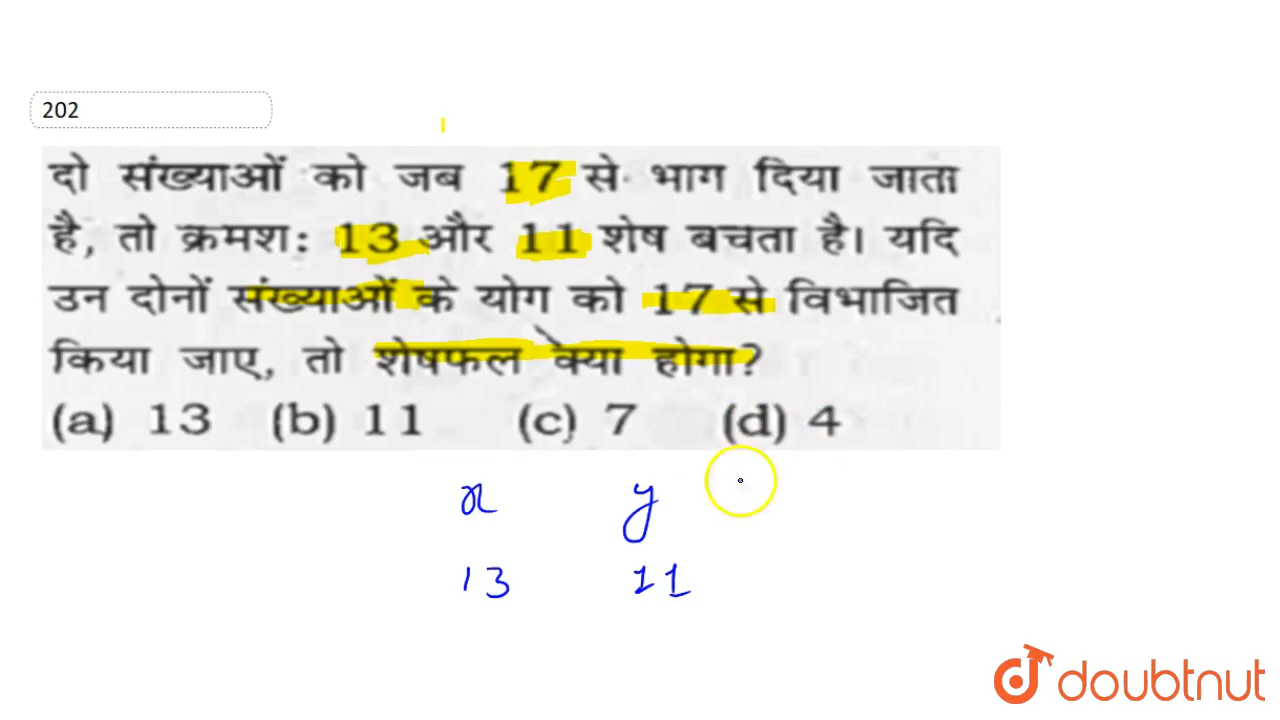 202
दो संख्याओं को जब 17 से भाग दिया जाता
है, तो क्रमश: 13 और 11 शेष बचता है। यदि
उन दोनों संख्याओं के योग को 17 से विभाजित
किया जाए, तो शेषफल क्या होगा?
(a) 13 (b) 11 (c) 7 (d) 4
x y
13 11
doubtnut